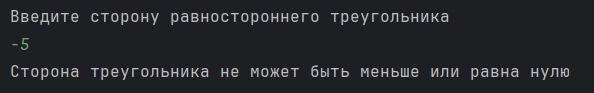 Введите сторону равностороннего треугольника
-5
Сторона треугольника не может быть меньше или равна нулю